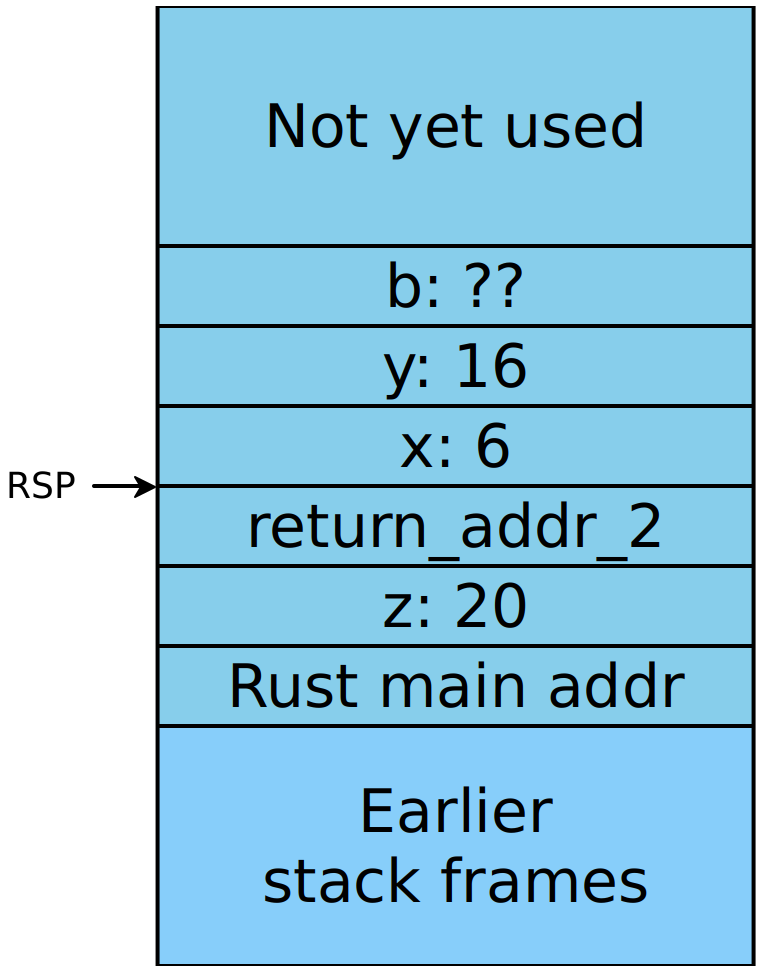 Not yet used
b: ??
y: 16
x: 6
RSP
return_addr_2
z: 20
Rust main addr
Earlier
stack frames